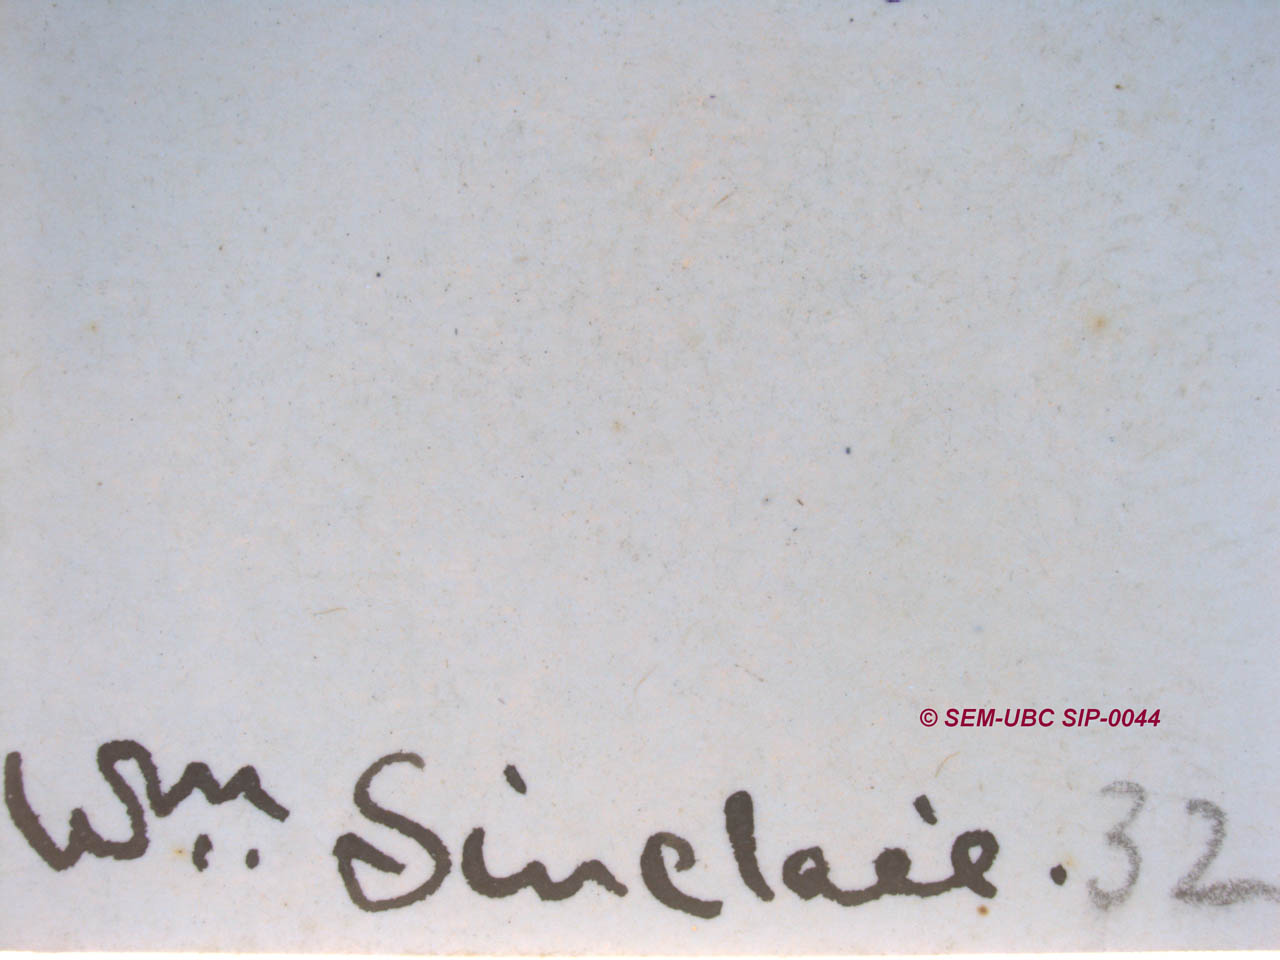 © SEM-UBC SIP-0044
Wm. Sinclair. 32